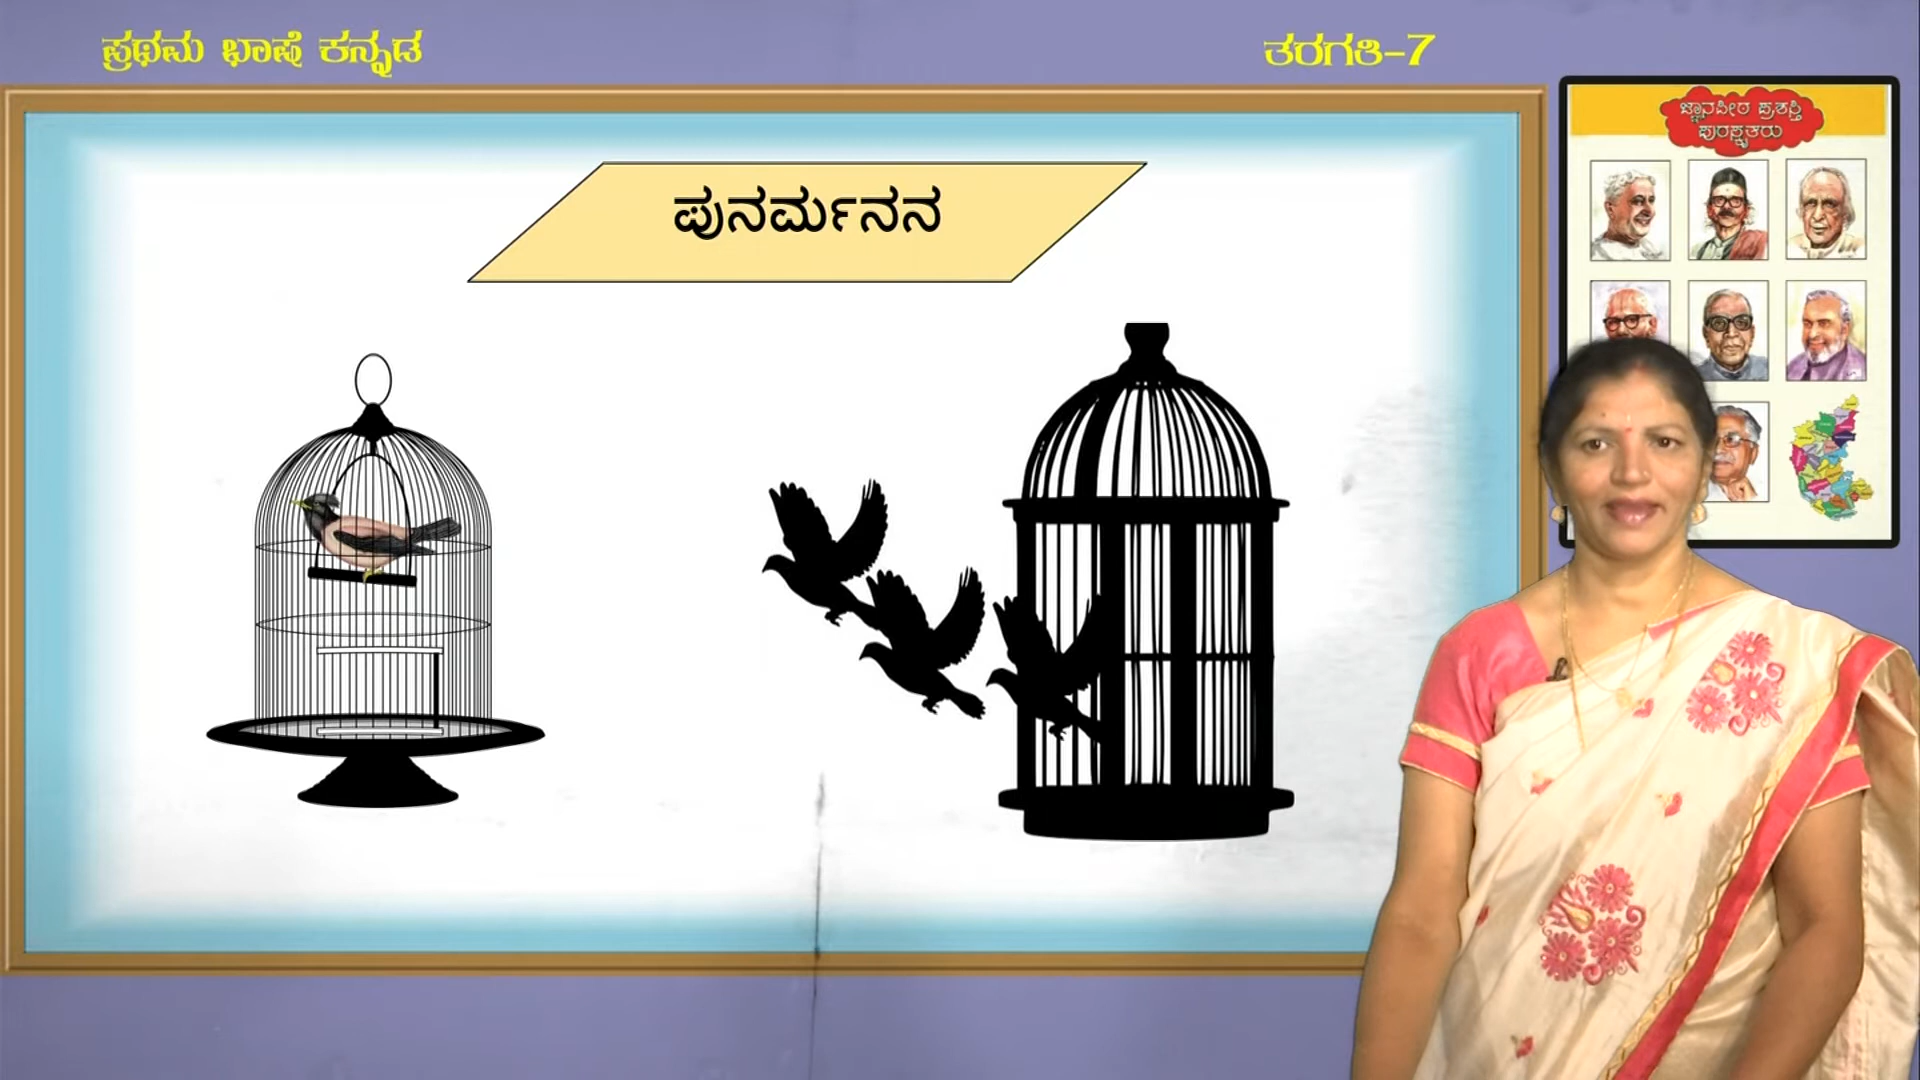 ಪ್ರಥಮ ಭಾಷೆ ಕನ್ನಡ
ತರಗತಿ-7
ಜ್ಞಾನಪೀಠ ಪ್ರಶಸ್ತಿ
ಪುರಸ್ಕೃತರು
ಪುನರ್ಮನನ